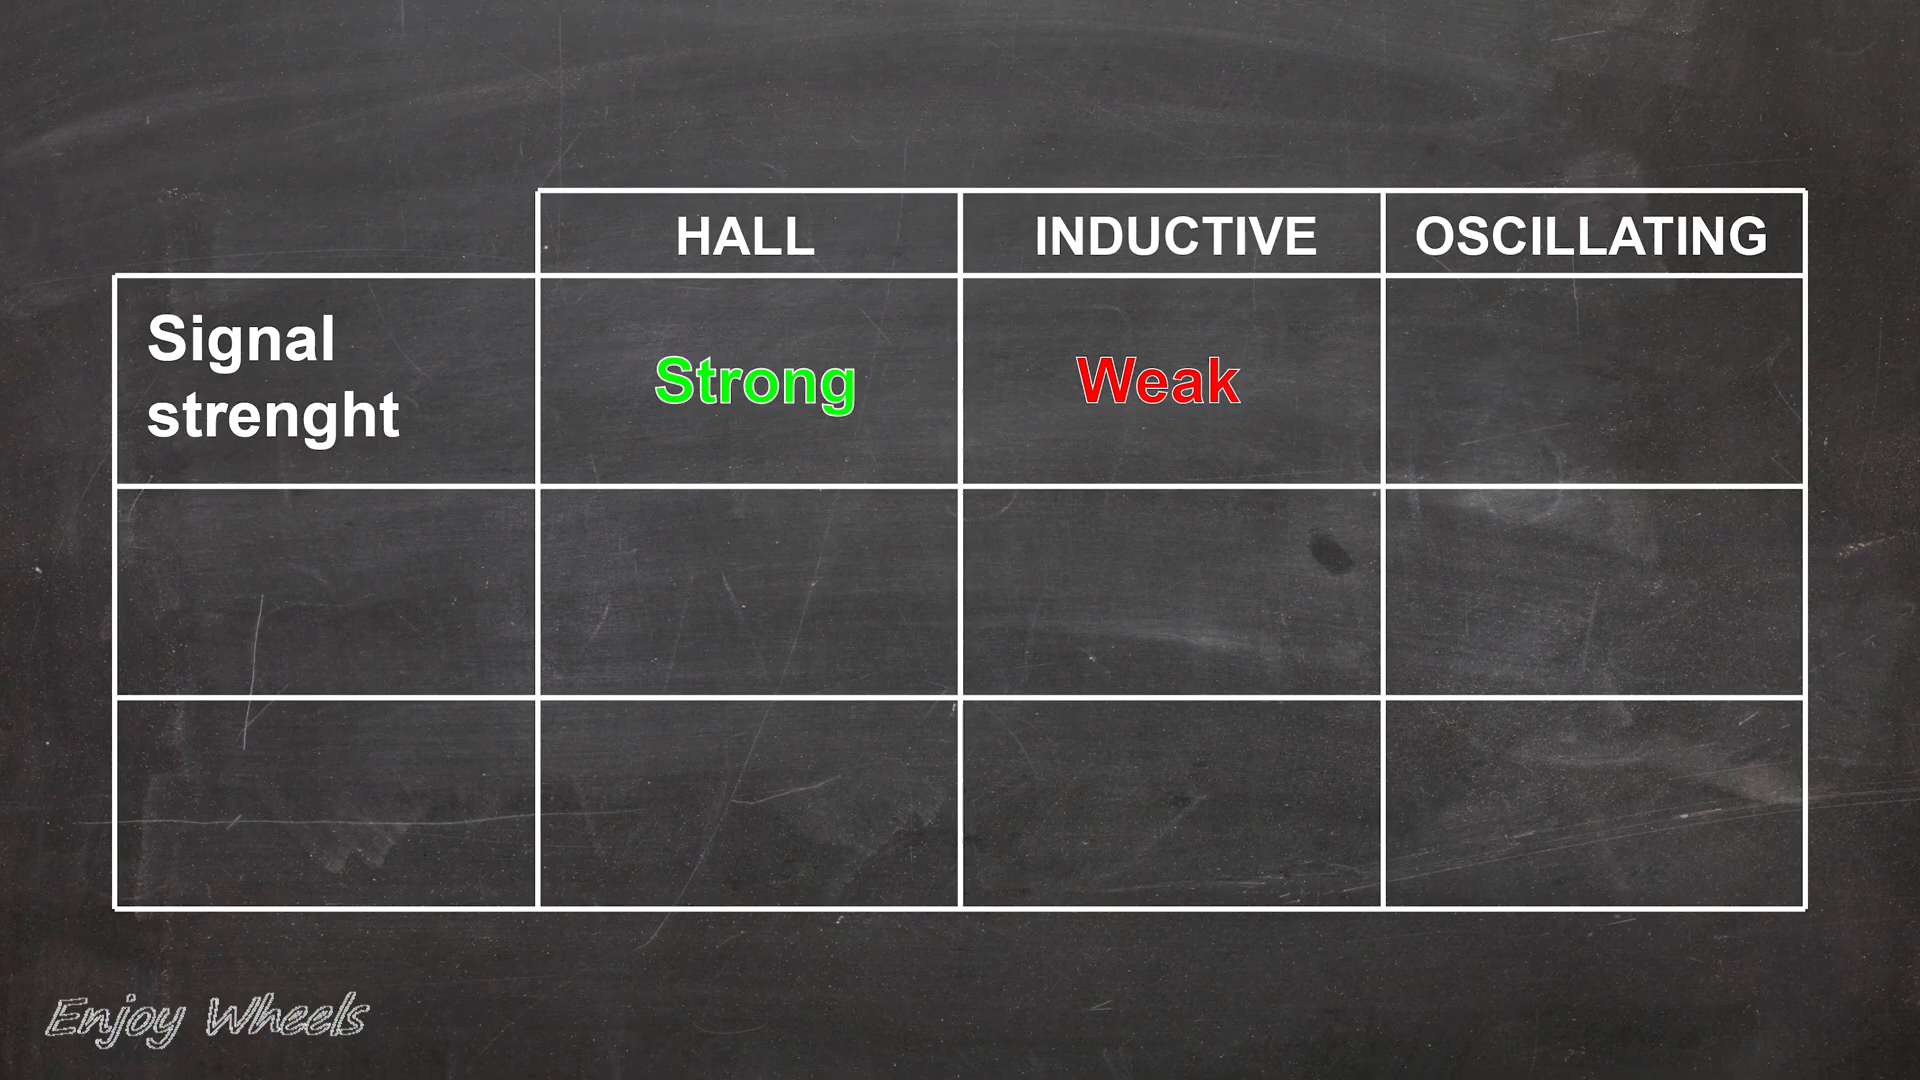 HALL INDUCTIVE OSCILLATING
Signal
strenght
Strong Weak
Enjoy Wheels